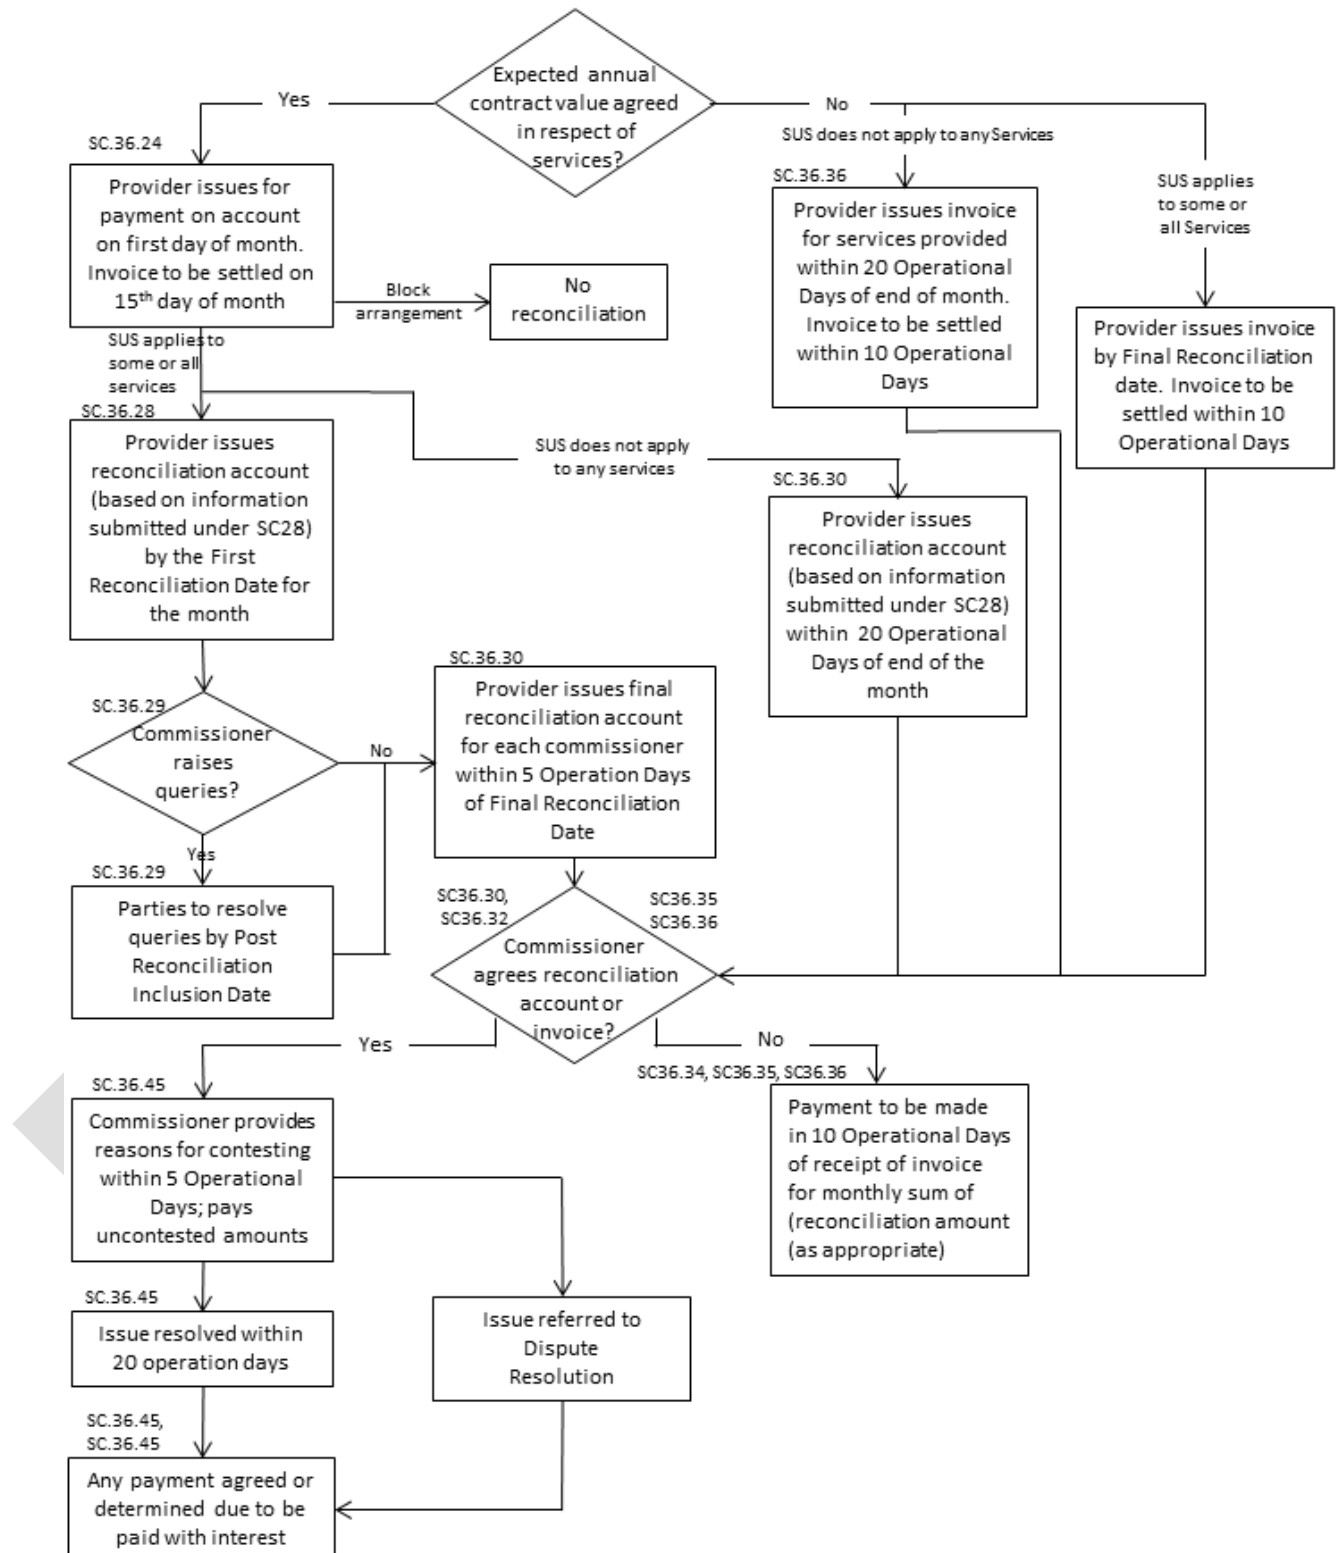 Expected annual
contract value agreed
in respect of
services?
Yes
No
SUS does not apply to any Services
SUS applies
to some or
all Services
SC.36.24
Provider issues for
payment on account
on first day of month.
Invoice to be settled on
15th day of month
Block
arrangement
No
reconciliation
SC.36.36
Provider issues invoice
for services provided
within 20 Operational
Days of end of month.
Invoice to be settled
within 10 Operational
Days
Provider issues invoice
by Final Reconciliation
date. Invoice to be
settled within 10
Operational Days
SUS applies to
some or all
services
SC.36.28
Provider issues
reconciliation account
(based on information
submitted under SC28)
by the First
Reconciliation Date for
the month
SUS does not apply
to any services
SC.36.30
Provider issues
reconciliation account
(based on information
submitted under SC28)
within 20 Operational
Days of end of the
month
SC.36.29
Commissioner
raises
queries?
No
SC.36.30
Provider issues final
reconciliation account
for each commissioner
within 5 Operation Days
of Final Reconciliation
Date
Yes
SC.36.29
Parties to resolve
queries by Post
Reconciliation
Inclusion Date
SC36.30,
SC36.32
SC36.35
SC36.36
Commissioner
agrees reconciliation
account or
invoice?
Yes
No
SC.36.45
Commissioner provides
reasons for contesting
within 5 Operational
Days; pays
uncontested amounts
SC36.34, SC36.35, SC36.36
Payment to be made
in 10 Operational Days
of receipt of invoice
for monthly sum of
(reconciliation amount
(as appropriate)
SC.36.45
Issue resolved within
20 operation days
Issue referred to
Dispute
Resolution
SC.36.45,
SC.36.45
Any payment agreed or
determined due to be
paid with interest